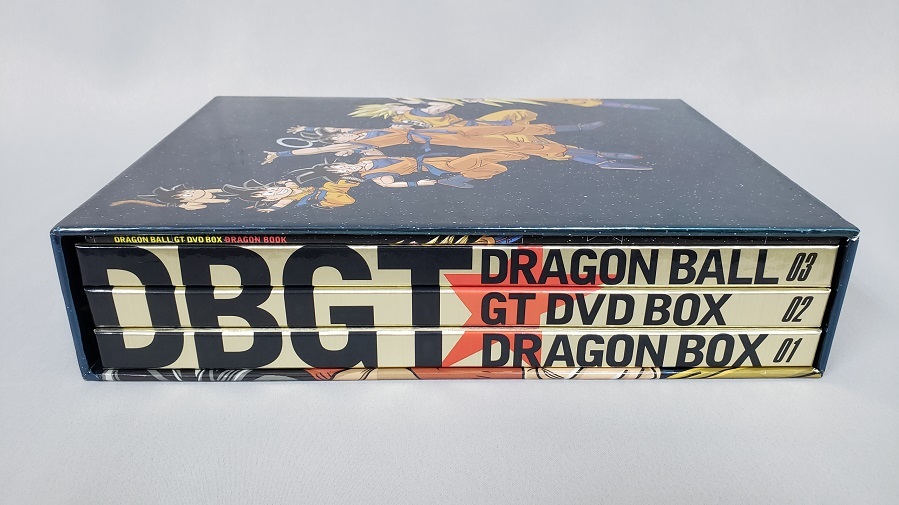 DRAGON BALL GT DVD BOX DRAGON BOOK
DBGT
DRAGON BALL 03
GT DVD BOX 02
DRAGON BOX 01